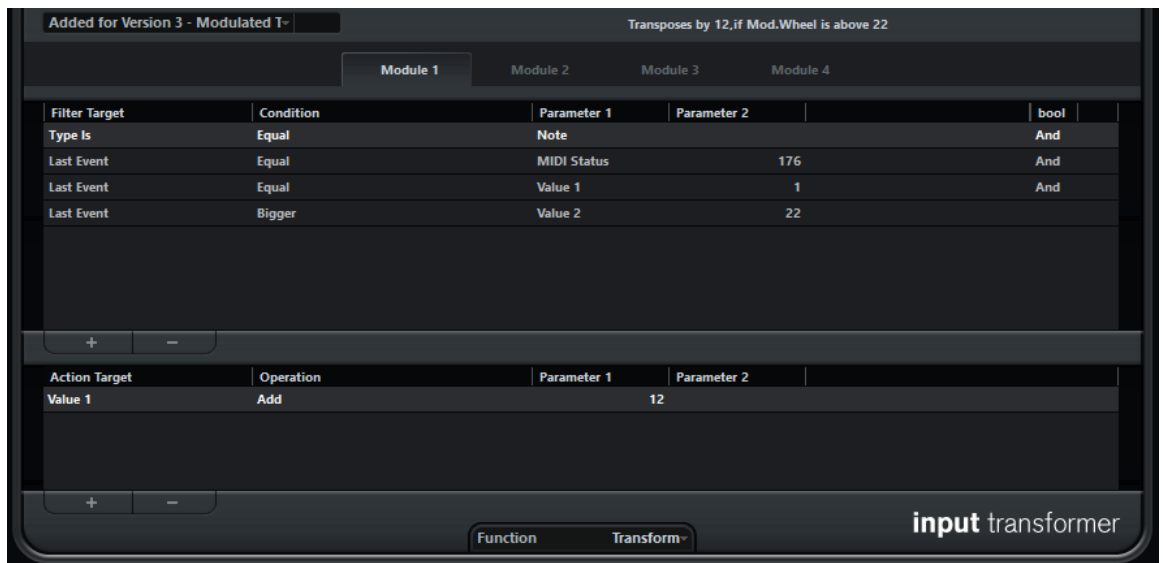 Added for Version 3 - Modulated T
Transposes by 12,if Mod.Wheel is above 22
Module 1 Module 2 Module 3 Module 4
Filter Target Condition Parameter 1 Parameter 2 bool
Type Is Equal Note And
Last Event Equal MIDI Status 176 And
Last Event Equal Value 1 1 And
Last Event Bigger Value 2 22
+ −
Action Target Operation Parameter 1 Parameter 2
Value 1 Add 12
+ −
input transformer
Function Transform